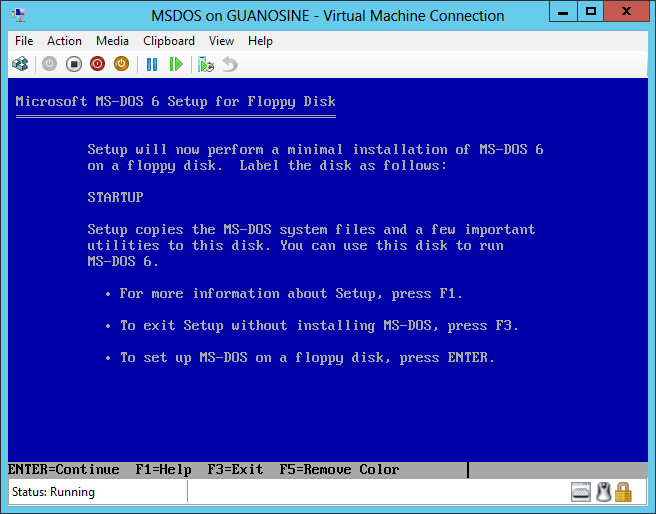 MSDOS on GUANOSINE - Virtual Machine Connection
File Action Media Clipboard View Help
Microsoft MS-DOS 6 Setup for Floppy Disk
Setup will now perform a minimal installation of MS-DOS 6
on a floppy disk.  Label the disk as follows:
STARTUP
Setup copies the MS-DOS system files and a few important
utilities to this disk. You can use this disk to run
MS-DOS 6.
• For more information about Setup, press F1.
• To exit Setup without installing MS-DOS, press F3.
• To set up MS-DOS on a floppy disk, press ENTER.
ENTER=Continue  F1=Help  F3=Exit  F5=Remove Color
Status: Running